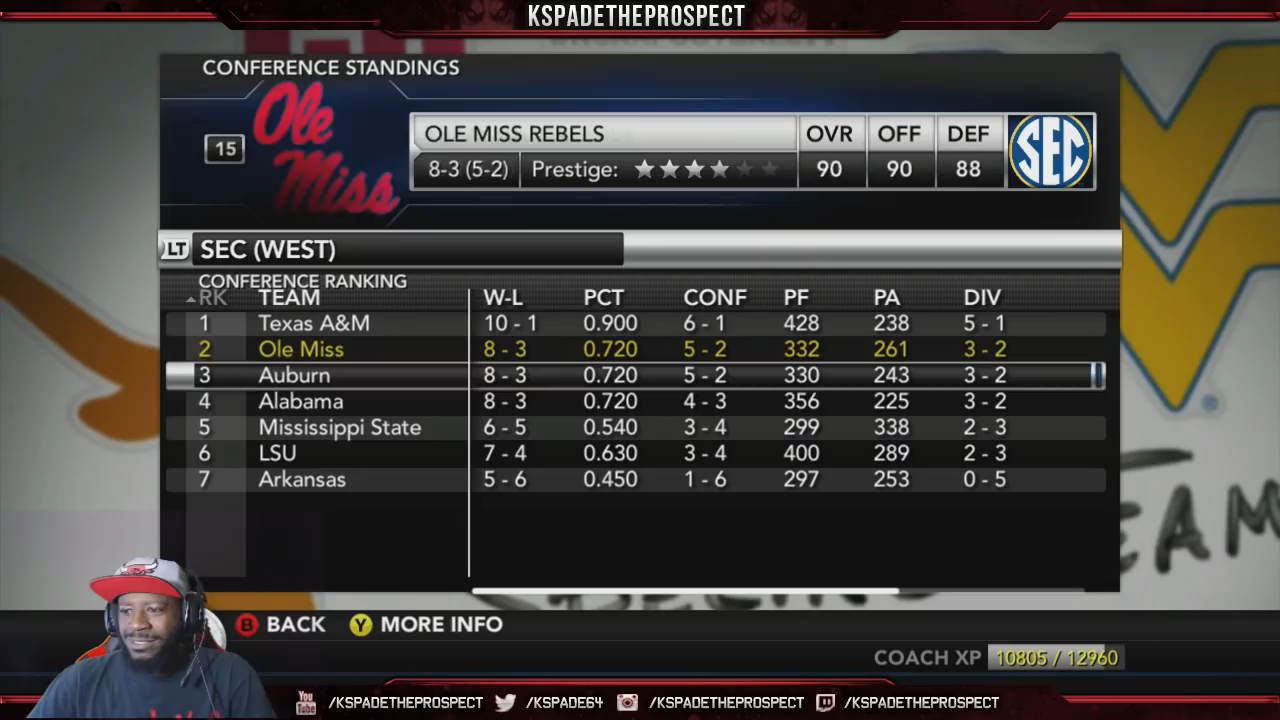 KSPADETHEPROSPECT
CONFERENCE STANDINGS
15
Ole Miss
OLE MISS REBELS OVR OFF DEF
8-3 (5-2) Prestige: 90 90 88
SEC
LT SEC (WEST)
CONFERENCE RANKING
RK TEAM W-L PCT CONF PF PA DIV
1 Texas A&M 10 - 1 0.900 6 - 1 428 238 5 - 1
2 Ole Miss 8 - 3 0.720 5 - 2 332 261 3 - 2
3 Auburn 8 - 3 0.720 5 - 2 330 243 3 - 2
4 Alabama 8 - 3 0.720 4 - 3 356 225 3 - 2
5 Mississippi State 6 - 5 0.540 3 - 4 299 338 2 - 3
6 LSU 7 - 4 0.630 3 - 4 400 289 2 - 3
7 Arkansas 5 - 6 0.450 1 - 6 297 253 0 - 5
EAM
B BACK Y MORE INFO
COACH XP 10805 / 12960
You Tube /KSPADETHEPROSPECT /KSPADE64 /KSPADETHEPROSPECT /KSPADETHEPROSPECT